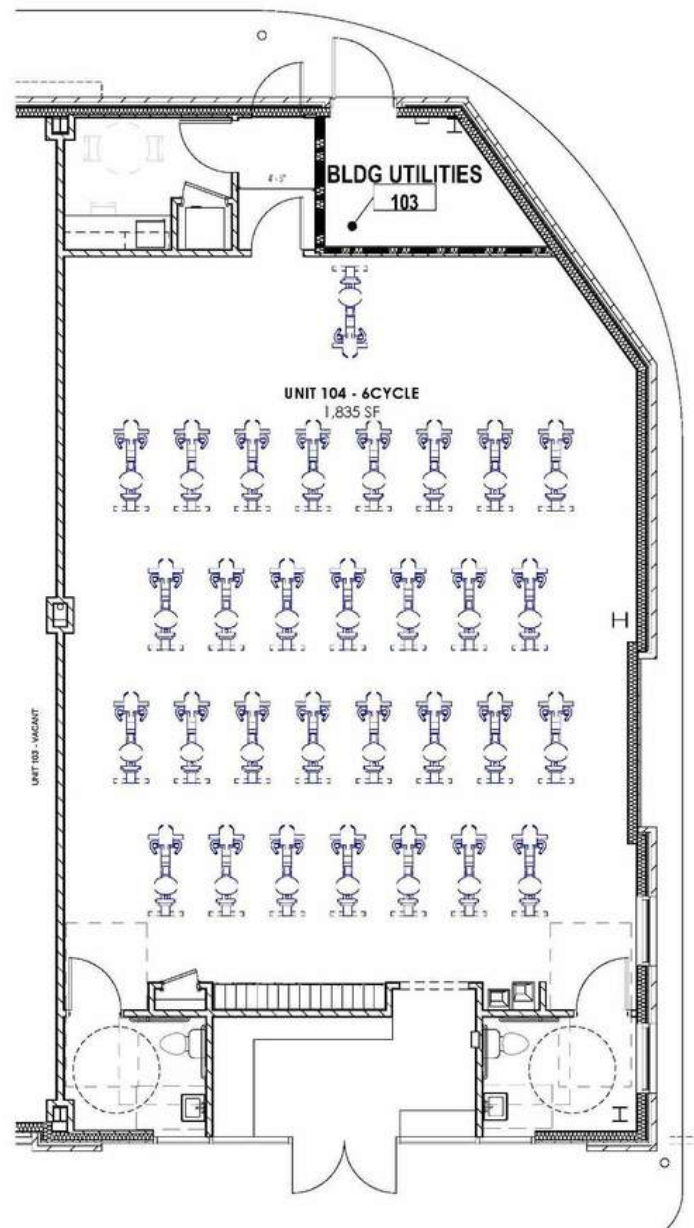 BLDG UTILITIES
103
UNIT 104 - 6CYCLE
1,835 SF
UNIT 103 - VACANT